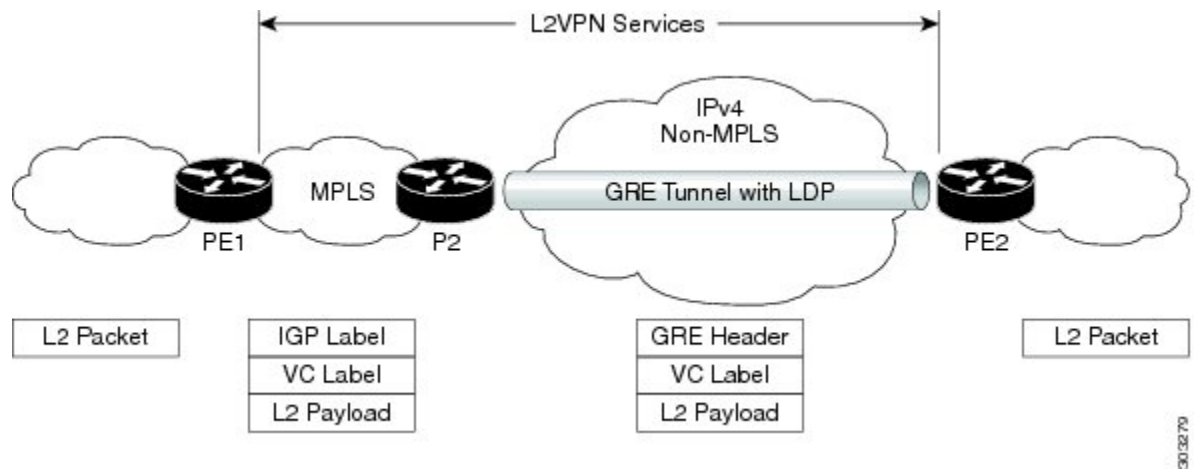 L2VPN Services
IPv4
Non-MPLS
MPLS
GRE Tunnel with LDP
PE1
P2
PE2
L2 Packet
IGP Label
VC Label
L2 Payload
GRE Header
VC Label
L2 Payload
L2 Packet
303279